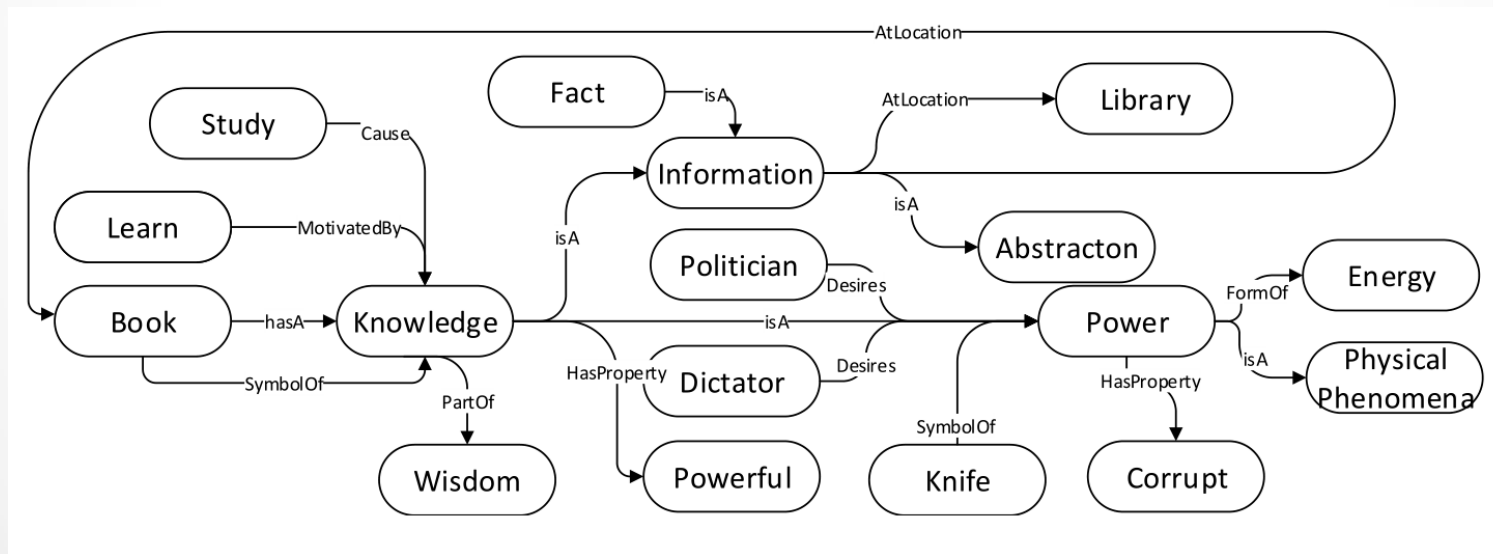 AtLocation
Fact
isA
AtLocation
Library
Study
Cause
Information
isA
Learn
MotivatedBy
isA
Abstracton
Politician
Desires
Energy
FormOf
Book
hasA
Knowledge
isA
Power
isA
Physical
Phenomena
SymbolOf
HasProperty
Dictator
Desires
HasProperty
PartOf
SymbolOf
Wisdom
Powerful
Knife
Corrupt